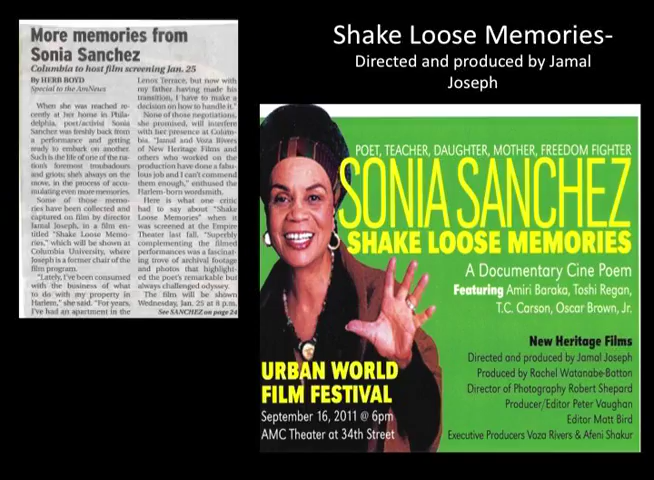 More memories from
Sonia Sanchez
Columbia to host film screening Jan. 25
By HERB BOYD
Special to the AmNews
When she was reached re-
cently at her home in Phila-
delphia, poet/activist Sonia
Sanchez was freshly back from
a performance and getting
ready to embark on another.
Such is the life of one of the na-
tion's foremost troubadours
and griots; she's always on the
move, in the process of accu-
mulating even more memories.
Some of those memo-
ries have been collected and
captured on film by director
Jamal Joseph, in a film en-
titled "Shake Loose Memo-
ries," which will be shown at
Columbia University, where
Joseph is a former chair of the
film program.
"Lately, I've been consumed
with the business of what
to do with my property in
Harlem," she said. "For years,
I've had an apartment in the
Lenox Terrace, but now with
my father having made his
transition, I have to make a
decision on how to handle it."
None of those negotiations,
she promised, will interfere
with her presence at Colum-
bia. "Jamal and Voza Rivers
of New Heritage Films and
others who worked on the
production have done a fabu-
lous job and I can't commend
them enough," enthused the
Harlem-born wordsmith.
Here is what one critic
had to say about "Shake
Loose Memories" when it
was screened at the Empire
Theater last fall. "Superbly
complementing the filmed
performances was a fascinat-
ing trove of archival footage
and photos that highlight-
ed the poet's remarkable but
always challenged odyssey.
The film will be shown
Wednesday, Jan. 25 at 8 p.m.
See SANCHEZ on page 24
Shake Loose Memories-
Directed and produced by Jamal
Joseph
POET, TEACHER, DAUGHTER, MOTHER, FREEDOM FIGHTER
SONIA SANCHEZ
SHAKE LOOSE MEMORIES
A Documentary Cine Poem
Featuring Amiri Baraka, Toshi Regan,
T.C. Carson, Oscar Brown, Jr.
New Heritage Films
Directed and produced by Jamal Joseph
Produced by Rachel Watanabe-Batton
Director of Photography Robert Shepard
Producer/Editor Peter Vaughan
Editor Matt Bird
Executive Producers Voza Rivers & Afeni Shakur
URBAN WORLD
FILM FESTIVAL
September 16, 2011 @ 6pm
AMC Theater at 34th Street